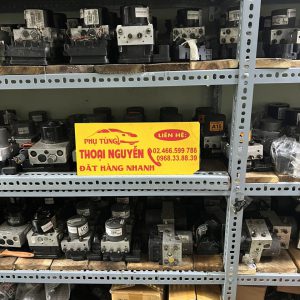 PHỤ TÙNG
LIÊN HỆ:
THOẠI NGUYỄN
02.466.599.788
0968.33.88.39
ĐẶT HÀNG NHANH